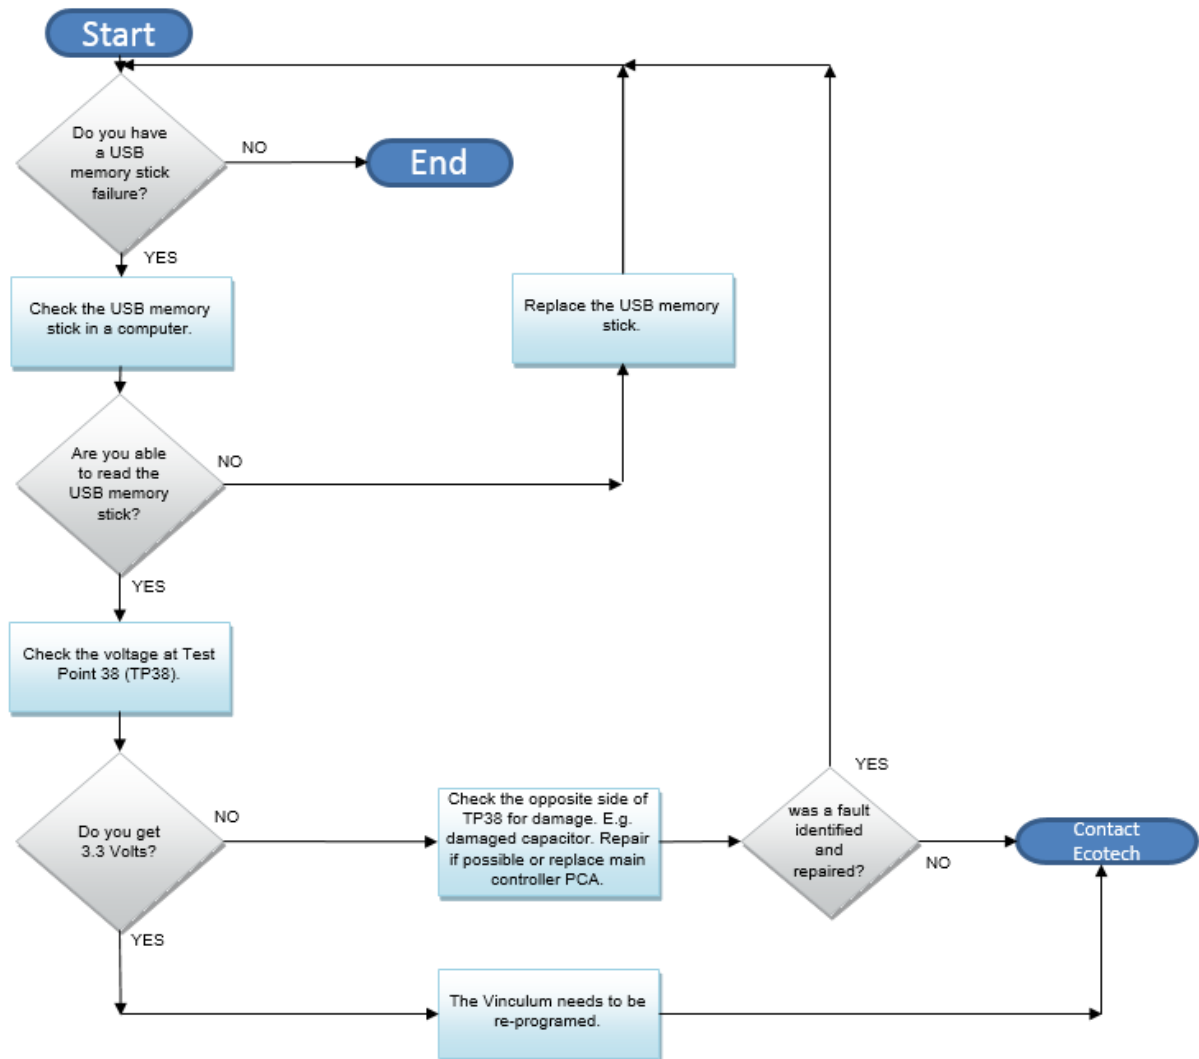 Start
Do you have
a USB
memory stick
failure?
NO
End
YES
Check the USB memory
stick in a computer.
Replace the USB memory
stick.
Are you able
to read the
USB memory
stick?
NO
YES
Check the voltage at Test
Point 38 (TP38).
Do you get
3.3 Volts?
NO
Check the opposite side of
TP38 for damage. E.g.
damaged capacitor. Repair
if possible or replace main
controller PCA.
YES
was a fault
identified
and
repaired?
NO
Contact
Ecotech
YES
The Vinculum needs to be
re-programed.